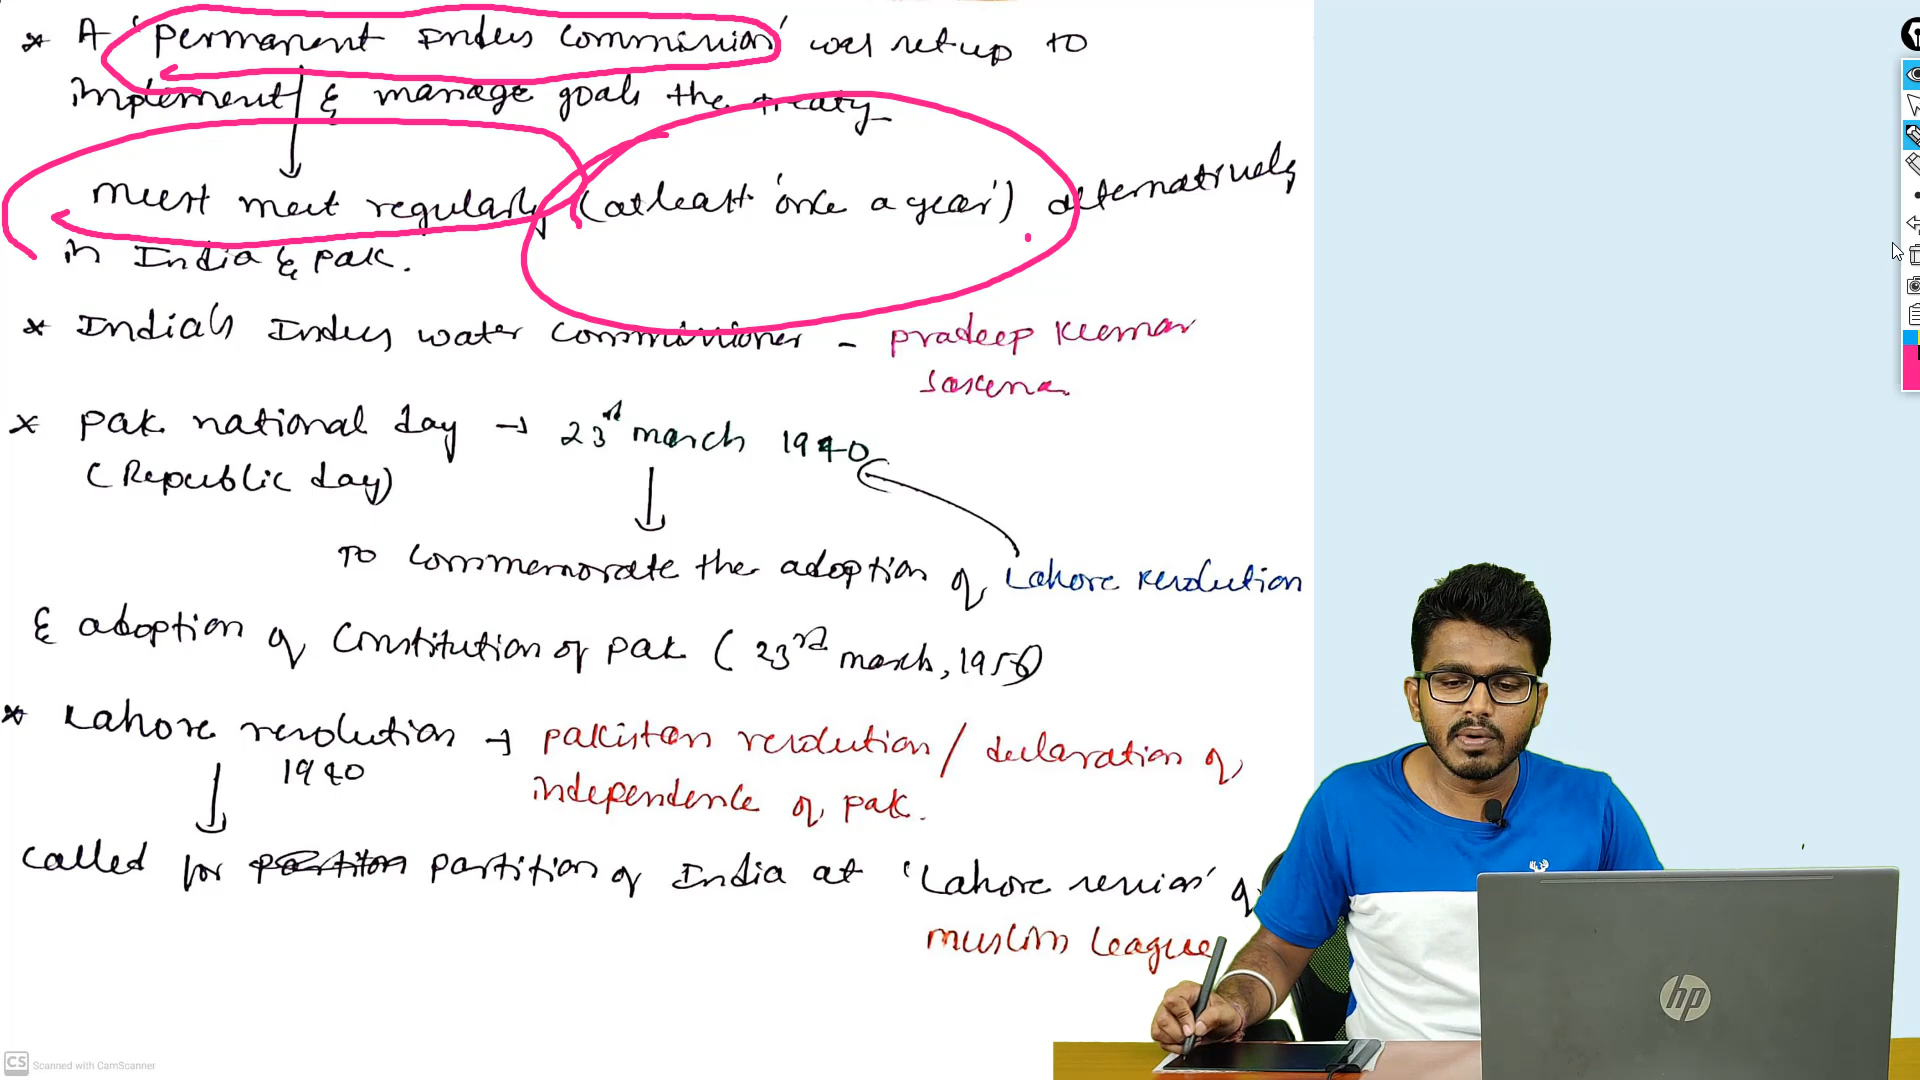 * A 'Permanent Indus Commission' was setup to
implement & manage goals the treaty
Must meet regularly (atleast 'once a year') alternatively
in India & Pak.
* India's Indus water commissioner - Pradeep Kumar
Saxena
* Pak national day → 23rd march 1940
(Republic day)
To commemorate the adoption of Lahore resolution
& adoption of Constitution of Pak (23rd march, 1956)
* Lahore resolution → Pakistan resolution / declaration of
1940
independence of Pak.
called for partition partition of India at 'Lahore session' of
Muslim League
hp
CS Scanned with CamScanner